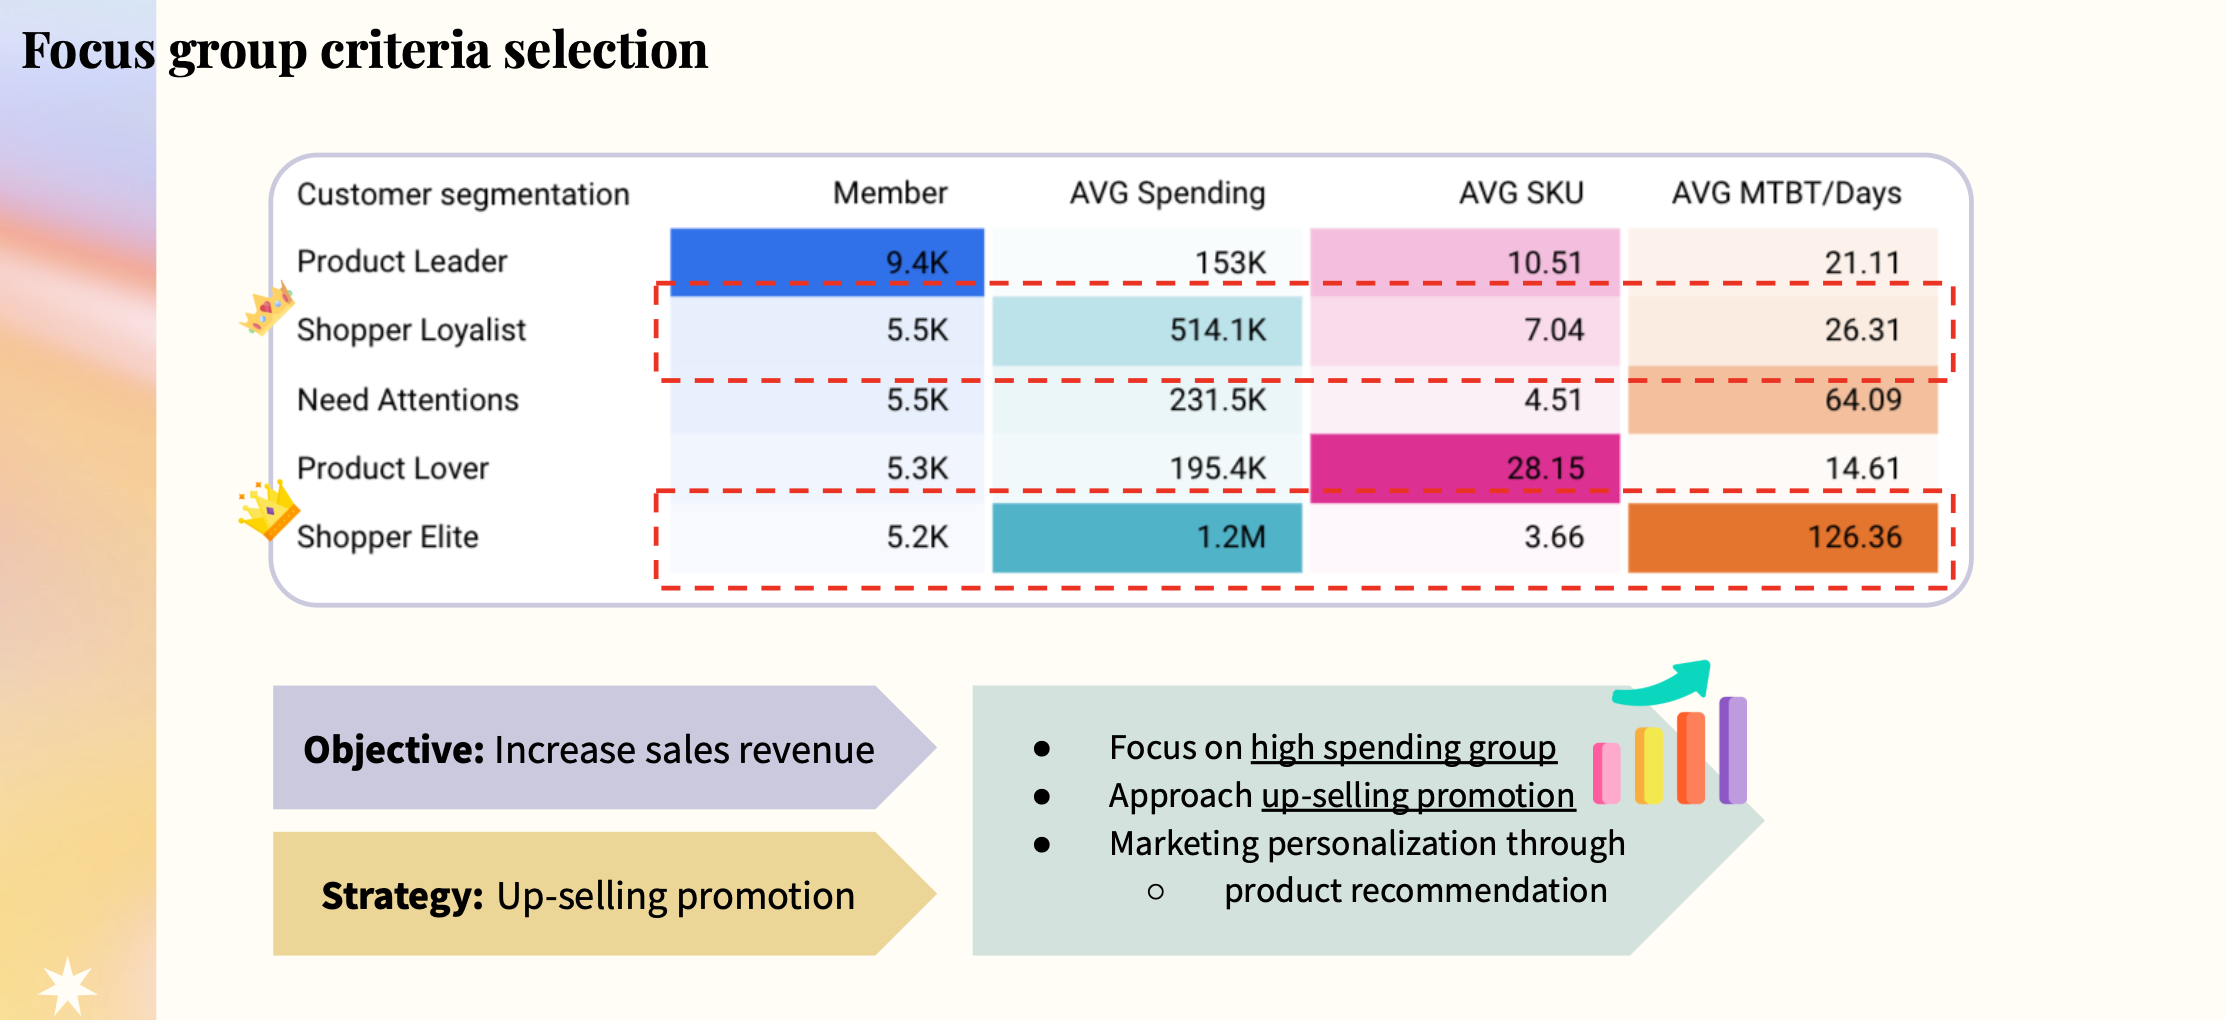 Focus group criteria selection
Customer segmentation Member AVG Spending AVG SKU AVG MTBT/Days
Product Leader 9.4K 153K 10.51 21.11
Shopper Loyalist 5.5K 514.1K 7.04 26.31
Need Attentions 5.5K 231.5K 4.51 64.09
Product Lover 5.3K 195.4K 28.15 14.61
Shopper Elite 5.2K 1.2M 3.66 126.36
Objective: Increase sales revenue
Strategy: Up-selling promotion
● Focus on high spending group
● Approach up-selling promotion
● Marketing personalization through
○ product recommendation